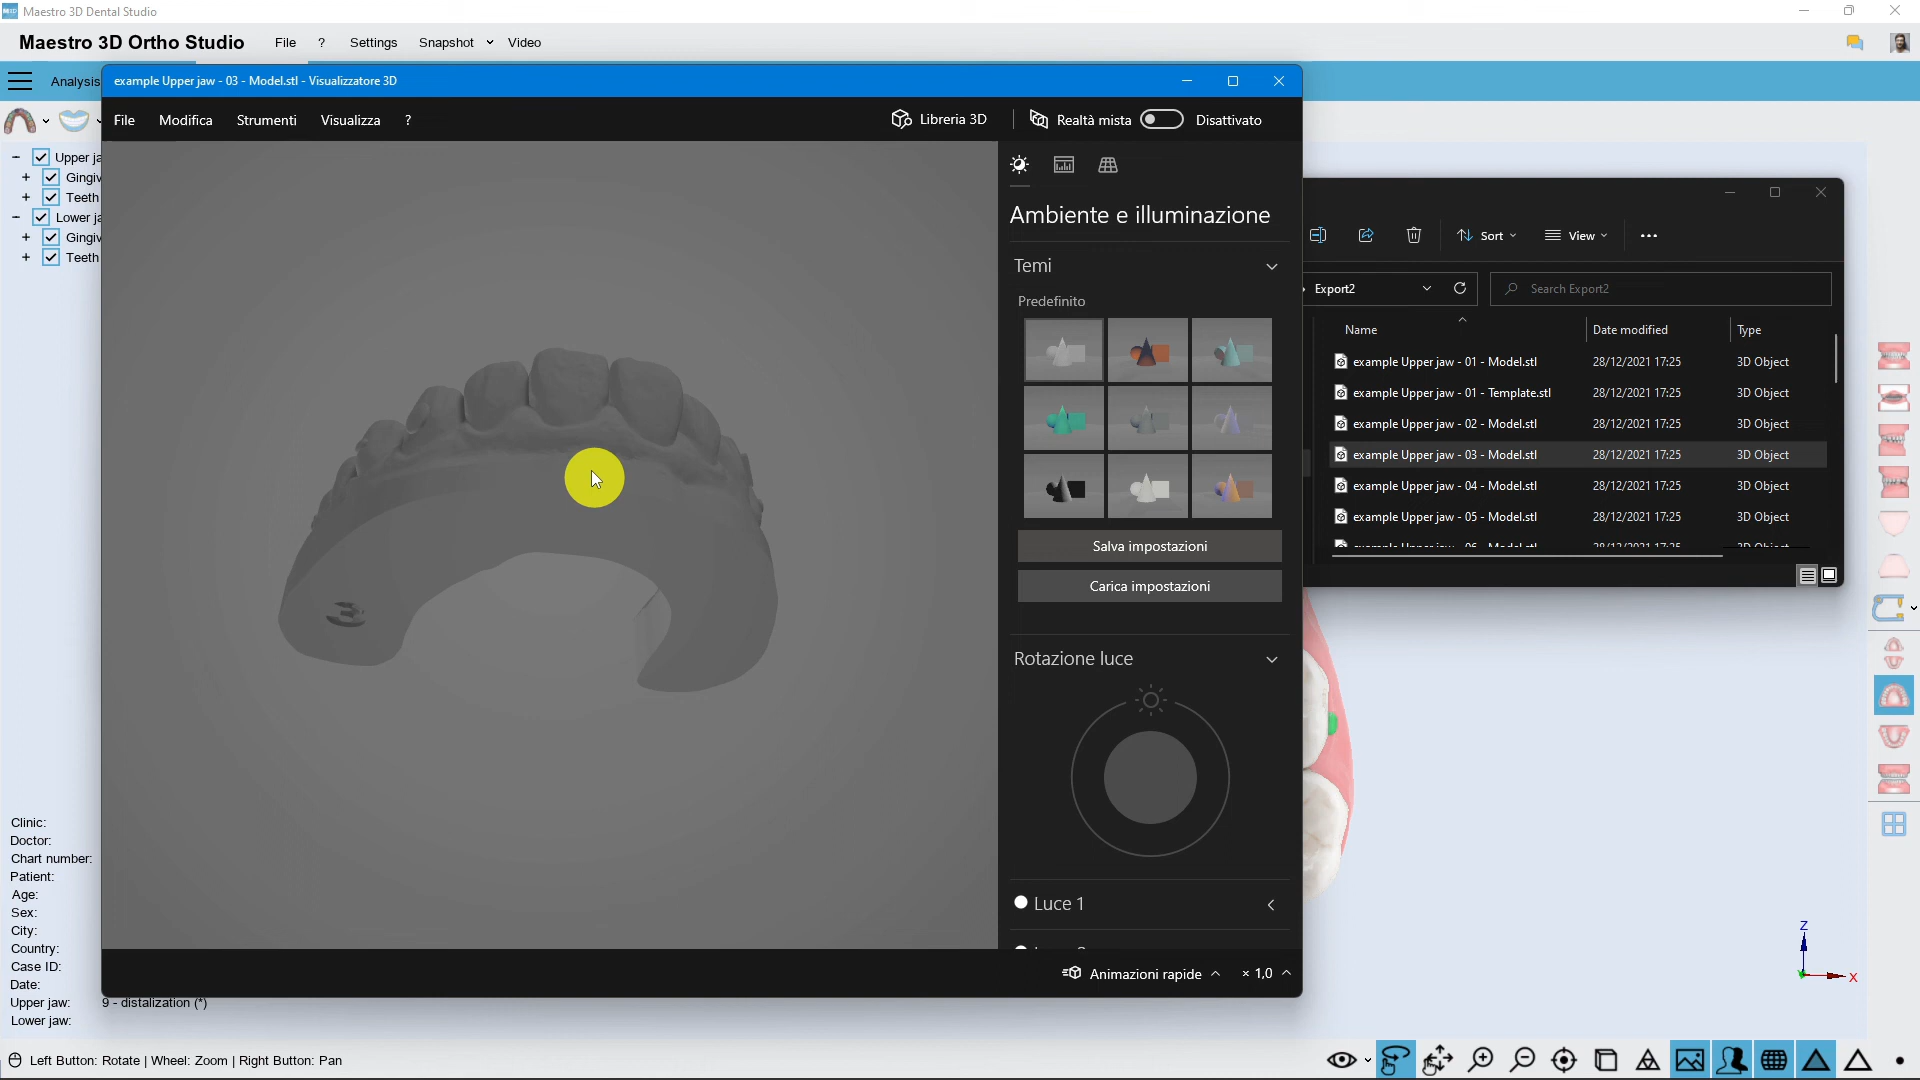 Maestro 3D Dental Studio
Maestro 3D Ortho Studio
File ? Settings Snapshot Video
Analysis
example Upper jaw - 03 - Model.stl - Visualizzatore 3D
File Modifica Strumenti Visualizza ?
Libreria 3D
Realtà mista Disattivato
Upper ja
Gingiv
Teeth
Lower ja
Gingiv
Teeth
Ambiente e illuminazione
Temi
Predefinito
Salva impostazioni
Carica impostazioni
Rotazione luce
Luce 1
Animazioni rapide × 1,0
3
Sort View
Export2
Search Export2
Name Date modified Type
example Upper jaw - 01 - Model.stl 28/12/2021 17:25 3D Object
example Upper jaw - 01 - Template.stl 28/12/2021 17:25 3D Object
example Upper jaw - 02 - Model.stl 28/12/2021 17:25 3D Object
example Upper jaw - 03 - Model.stl 28/12/2021 17:25 3D Object
example Upper jaw - 04 - Model.stl 28/12/2021 17:25 3D Object
example Upper jaw - 05 - Model.stl 28/12/2021 17:25 3D Object
Clinic:
Doctor:
Chart number:
Patient:
Age:
Sex:
City:
Country:
Case ID:
Date:
Upper jaw: 9 - distalization (*)
Lower jaw:
Z
X
Left Button: Rotate | Wheel: Zoom | Right Button: Pan